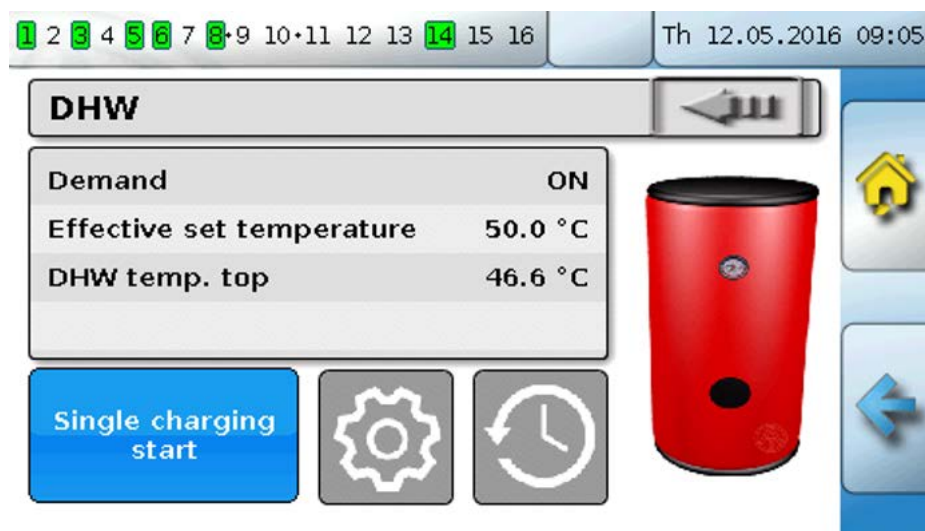 1 2 3 4 5 6 7 8·9 10·11 12 13 14 15 16 Th 12.05.2016 09:05
DHW
Demand ON
Effective set temperature 50.0 °C
DHW temp. top 46.6 °C
Single charging
start